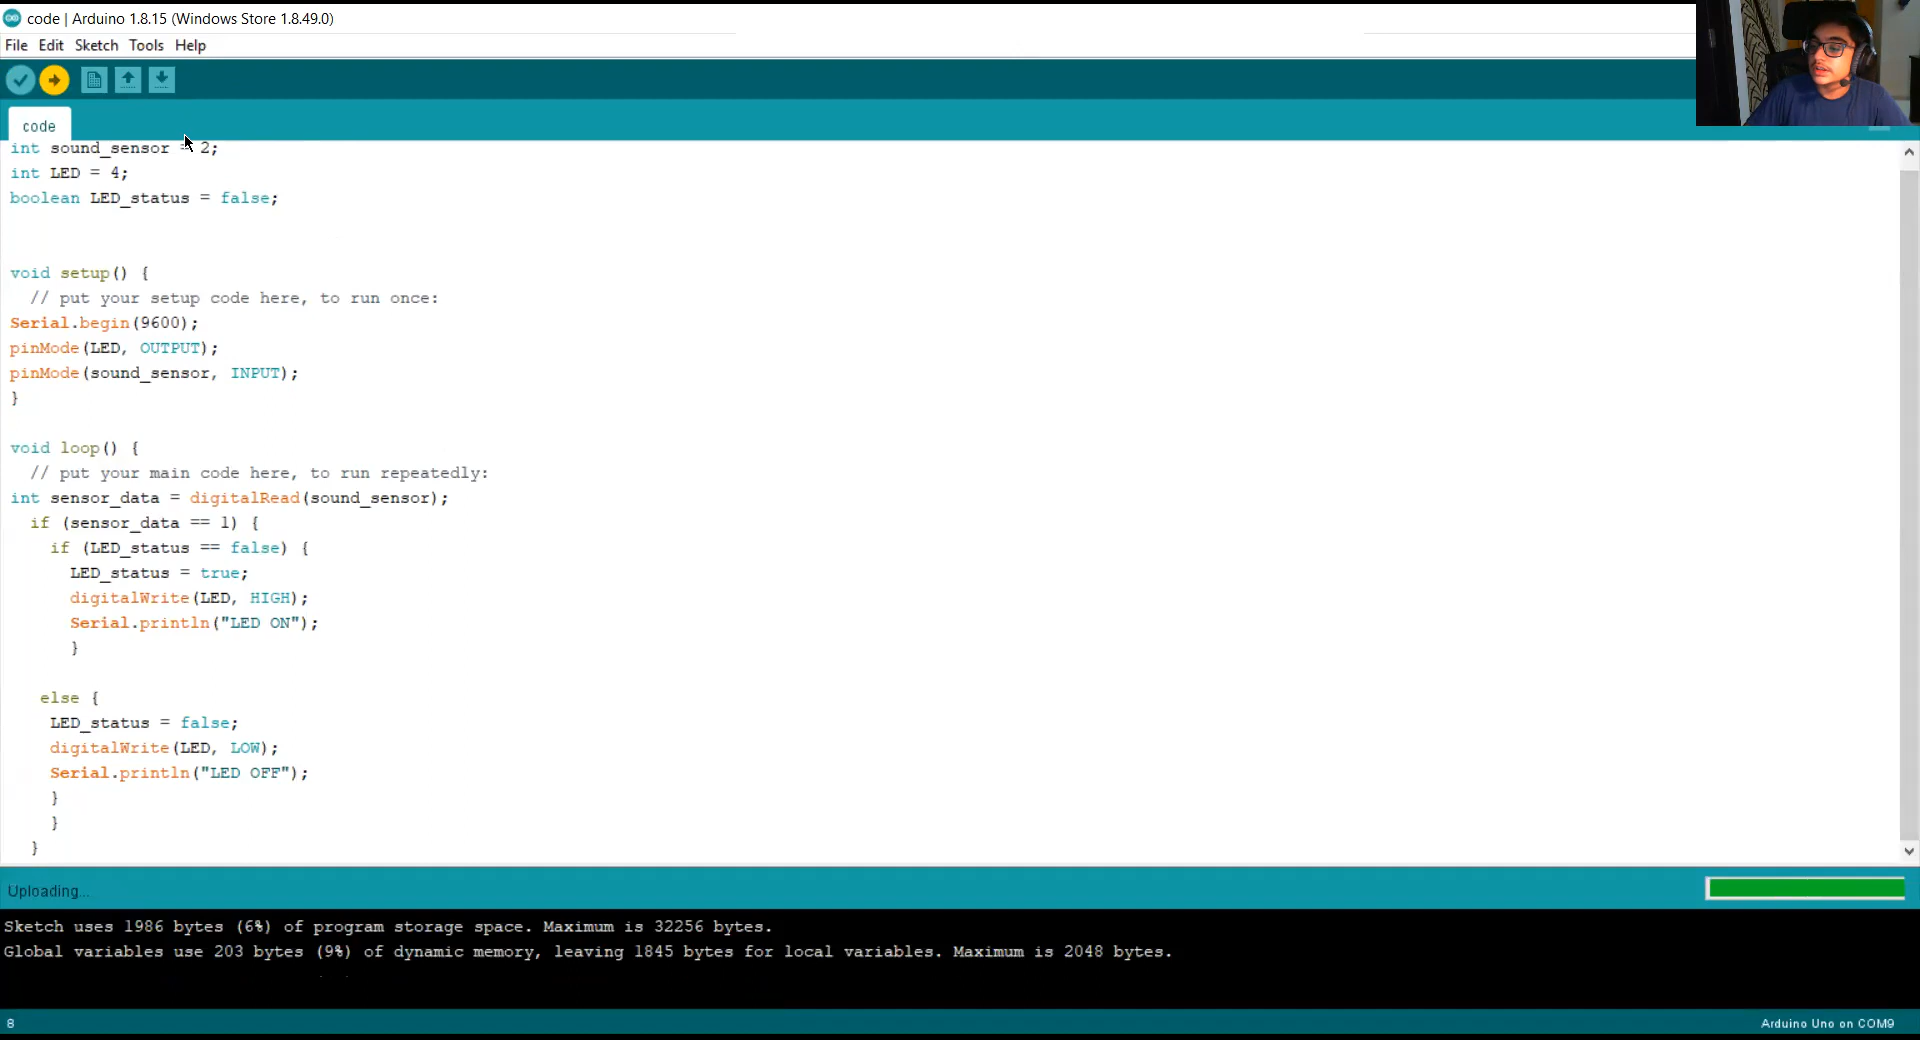 code | Arduino 1.8.15 (Windows Store 1.8.49.0)
File Edit Sketch Tools Help
code
int sound_sensor = 2;
int LED = 4;
boolean LED_status = false;
void setup() {
// put your setup code here, to run once:
Serial.begin(9600);
pinMode(LED, OUTPUT);
pinMode(sound_sensor, INPUT);
}
void loop() {
// put your main code here, to run repeatedly:
int sensor_data = digitalRead(sound_sensor);
if (sensor_data == 1) {
if (LED_status == false) {
LED_status = true;
digitalWrite(LED, HIGH);
Serial.println("LED ON");
}
else {
LED_status = false;
digitalWrite(LED, LOW);
Serial.println("LED OFF");
}
}
}
Uploading...
Sketch uses 1986 bytes (6%) of program storage space. Maximum is 32256 bytes.
Global variables use 203 bytes (9%) of dynamic memory, leaving 1845 bytes for local variables. Maximum is 2048 bytes.
8 Arduino Uno on COM9